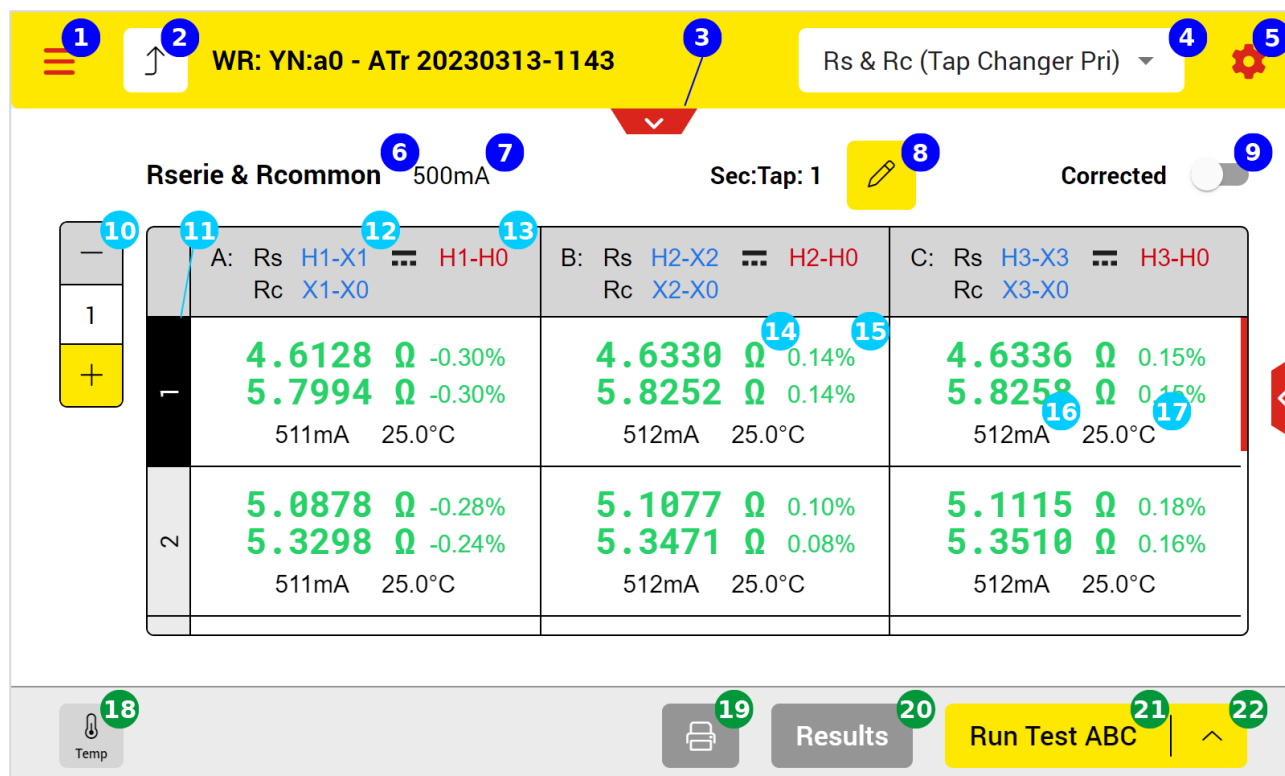 1 2 3 4 5
WR: YN:a0 - ATr 20230313-1143 Rs & Rc (Tap Changer Pri)
6 7 8 9
Rserie & Rcommon 500mA Sec:Tap: 1 Corrected
10 11 12 13
A: Rs H1-X1 H1-H0 B: Rs H2-X2 H2-H0 C: Rs H3-X3 H3-H0
Rc X1-X0 Rc X2-X0 Rc X3-X0
−
1
+
14 15
1
4.6128 Ω -0.30% 4.6330 Ω 0.14% 4.6336 Ω 0.15%
5.7994 Ω -0.30% 5.8252 Ω 0.14% 5.8258 Ω 0.15%
16 17
511mA 25.0°C 512mA 25.0°C 512mA 25.0°C
2
5.0878 Ω -0.28% 5.1077 Ω 0.10% 5.1115 Ω 0.18%
5.3298 Ω -0.24% 5.3471 Ω 0.08% 5.3510 Ω 0.16%
511mA 25.0°C 512mA 25.0°C 512mA 25.0°C
18 19 20 21 22
Temp Results Run Test ABC